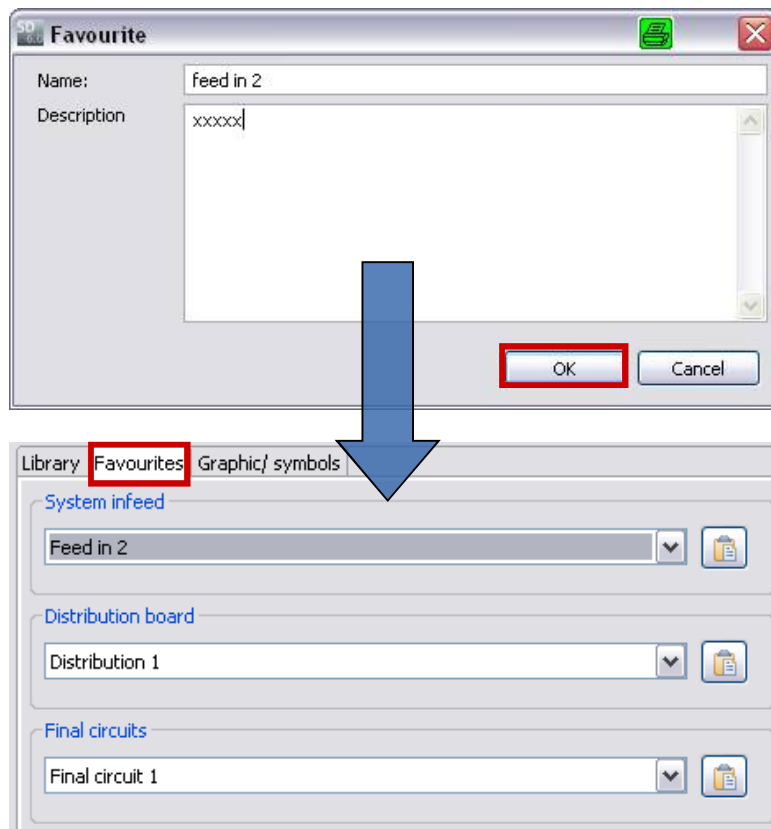 SD Favourite
Name: feed in 2
Description xxxxx
OK Cancel
Library Favourites Graphic/ symbols
System infeed
Feed in 2
Distribution board
Distribution 1
Final circuits
Final circuit 1